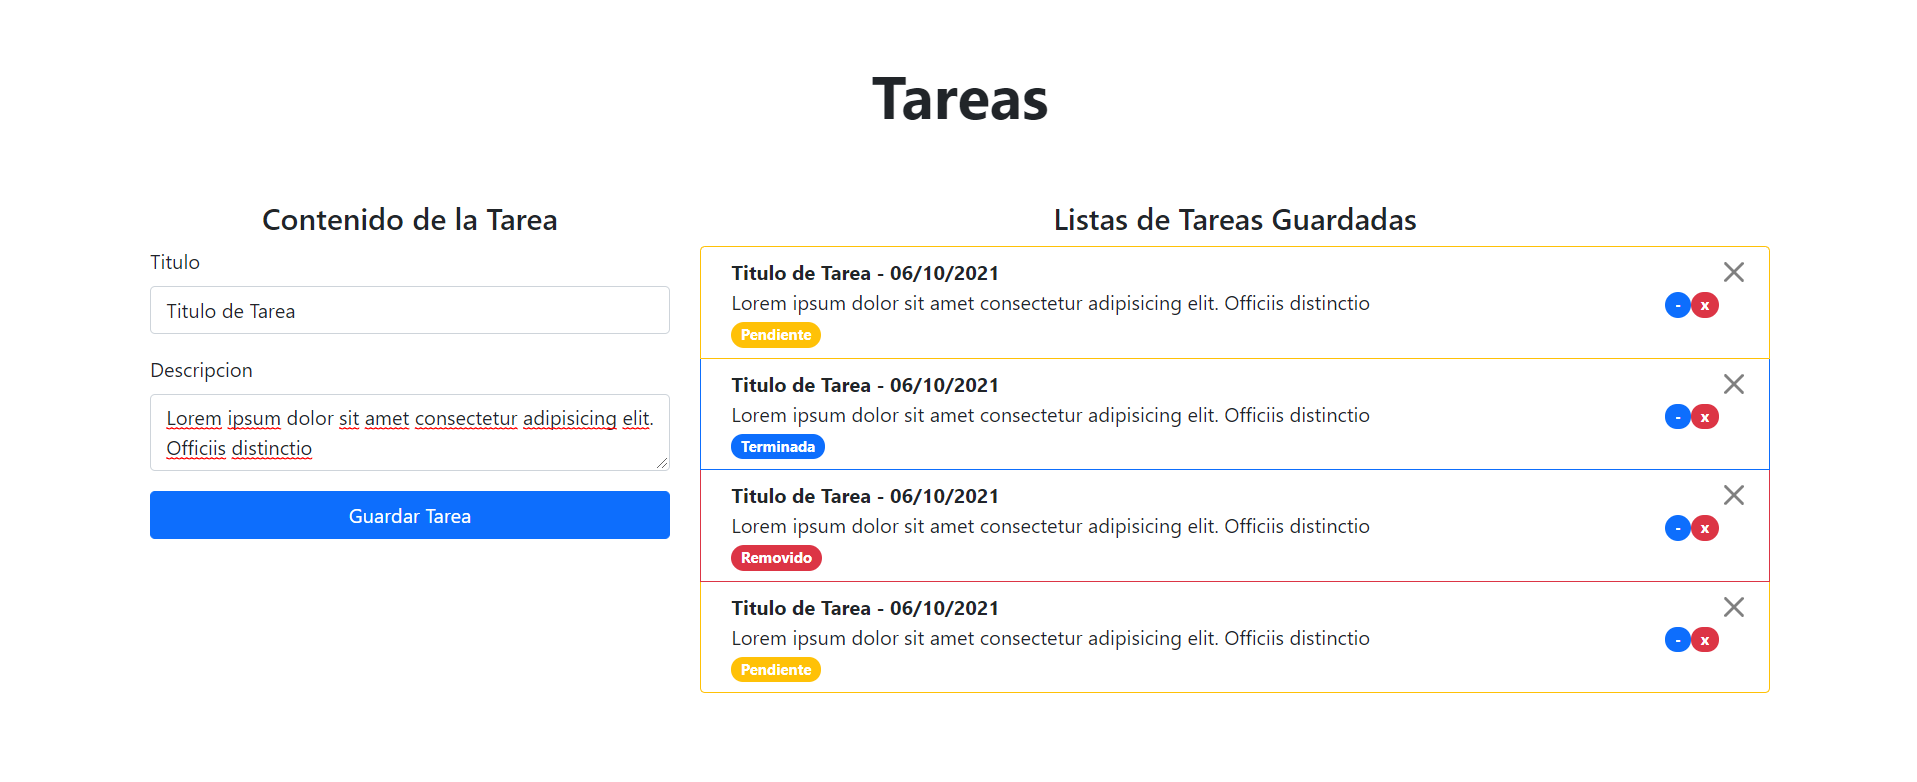 Tareas
Contenido de la Tarea
Titulo
Titulo de Tarea
Descripcion
Lorem ipsum dolor sit amet consectetur adipisicing elit.
Officiis distinctio
Guardar Tarea
Listas de Tareas Guardadas
Titulo de Tarea - 06/10/2021
Lorem ipsum dolor sit amet consectetur adipisicing elit. Officiis distinctio
- x
Pendiente
Titulo de Tarea - 06/10/2021
Lorem ipsum dolor sit amet consectetur adipisicing elit. Officiis distinctio
- x
Terminada
Titulo de Tarea - 06/10/2021
Lorem ipsum dolor sit amet consectetur adipisicing elit. Officiis distinctio
- x
Removido
Titulo de Tarea - 06/10/2021
Lorem ipsum dolor sit amet consectetur adipisicing elit. Officiis distinctio
- x
Pendiente